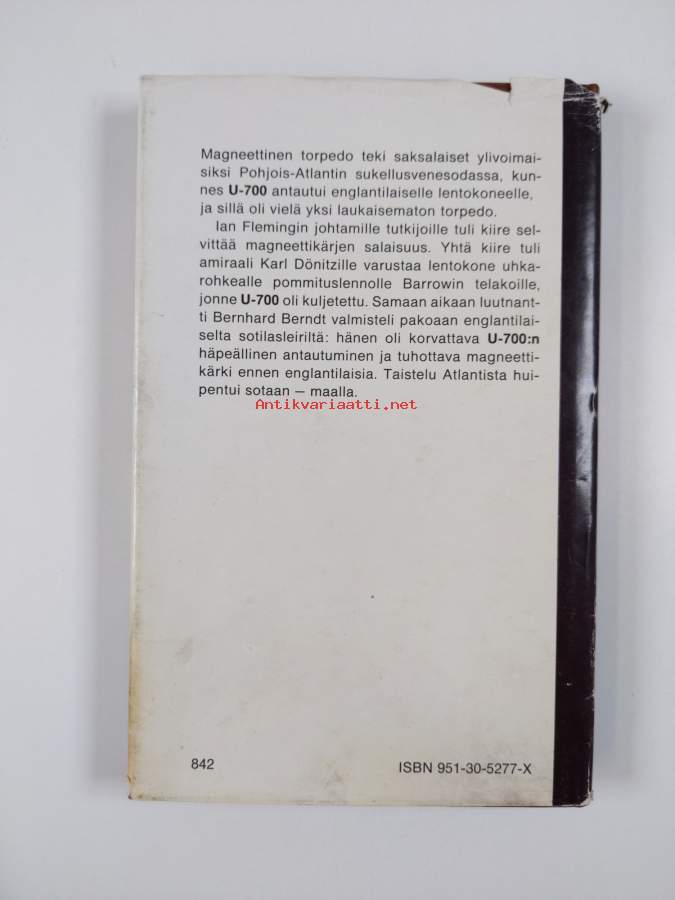 Magneettinen torpedo teki saksalaiset ylivoimai-
siksi Pohjois-Atlantin sukellusvenesodassa, kun-
nes U-700 antautui englantilaiselle lentokoneelle,
ja sillä oli vielä yksi laukaisematon torpedo.
Ian Flemingin johtamille tutkijoille tuli kiire sel-
vittää magneettikärjen salaisuus. Yhtä kiire tuli
amiraali Karl Dönitzille varustaa lentokone uhka-
rohkealle pommituslennolle Barrowin telakoille,
jonne U-700 oli kuljetettu. Samaan aikaan luutnant-
ti Bernhard Berndt valmisteli pakoaan englantilai-
selta sotilasleiriltä: hänen oli korvattava U-700:n
häpeällinen antautuminen ja tuhottava magneetti-
kärki ennen englantilaisia. Taistelu Atlantista hui-
pentui sotaan — maalla.
Antikvariaatti.net
842 ISBN 951-30-5277-X